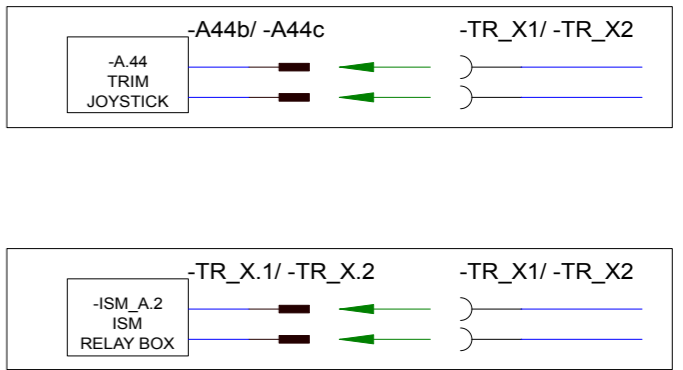 -A44b/ -A44c
-TR_X1/ -TR_X2
-A.44
TRIM
JOYSTICK
-TR_X.1/ -TR_X.2
-TR_X1/ -TR_X2
-ISM_A.2
ISM
RELAY BOX